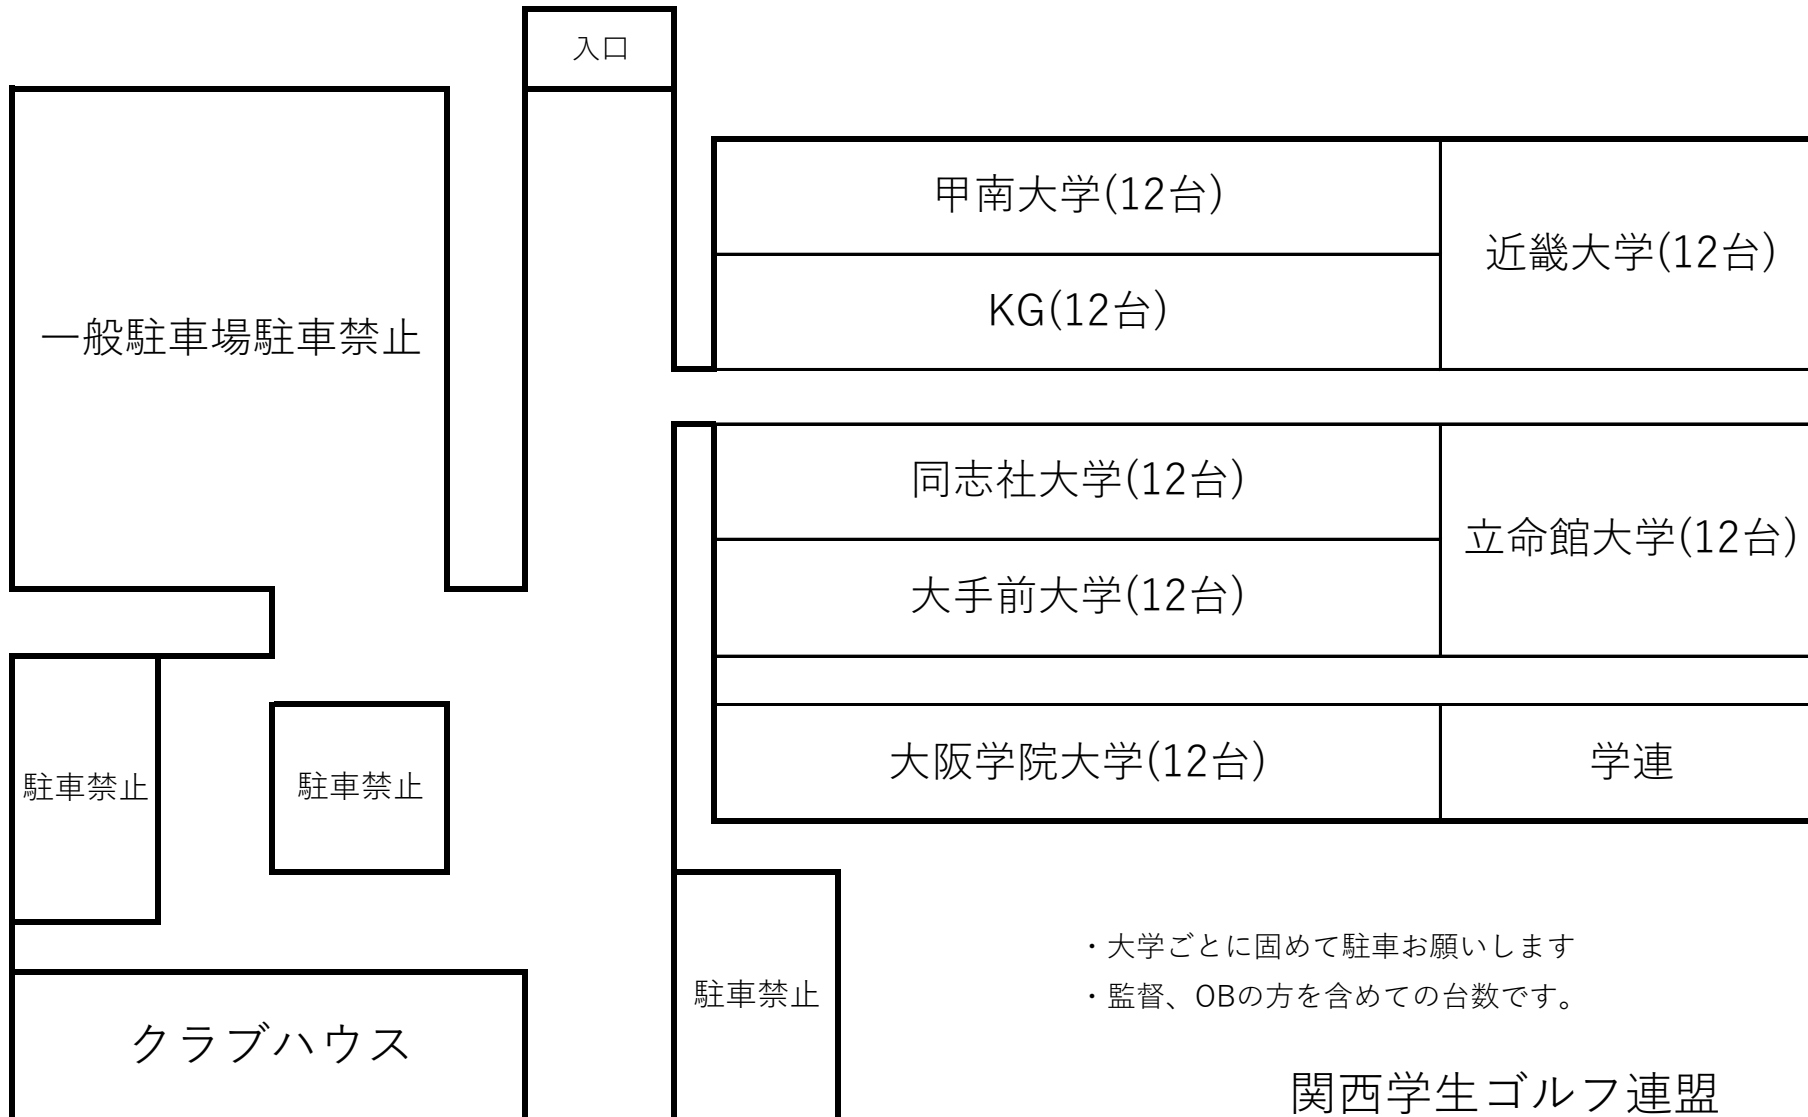 入口
甲南大学(12台)
近畿大学(12台)
KG(12台)
一般駐車場駐車禁止
同志社大学(12台)
立命館大学(12台)
大手前大学(12台)
大阪学院大学(12台)
学連
駐車禁止
駐車禁止
駐車禁止
・大学ごとに固めて駐車お願いします
・監督、OBの方を含めての台数です。
クラブハウス
関西学生ゴルフ連盟